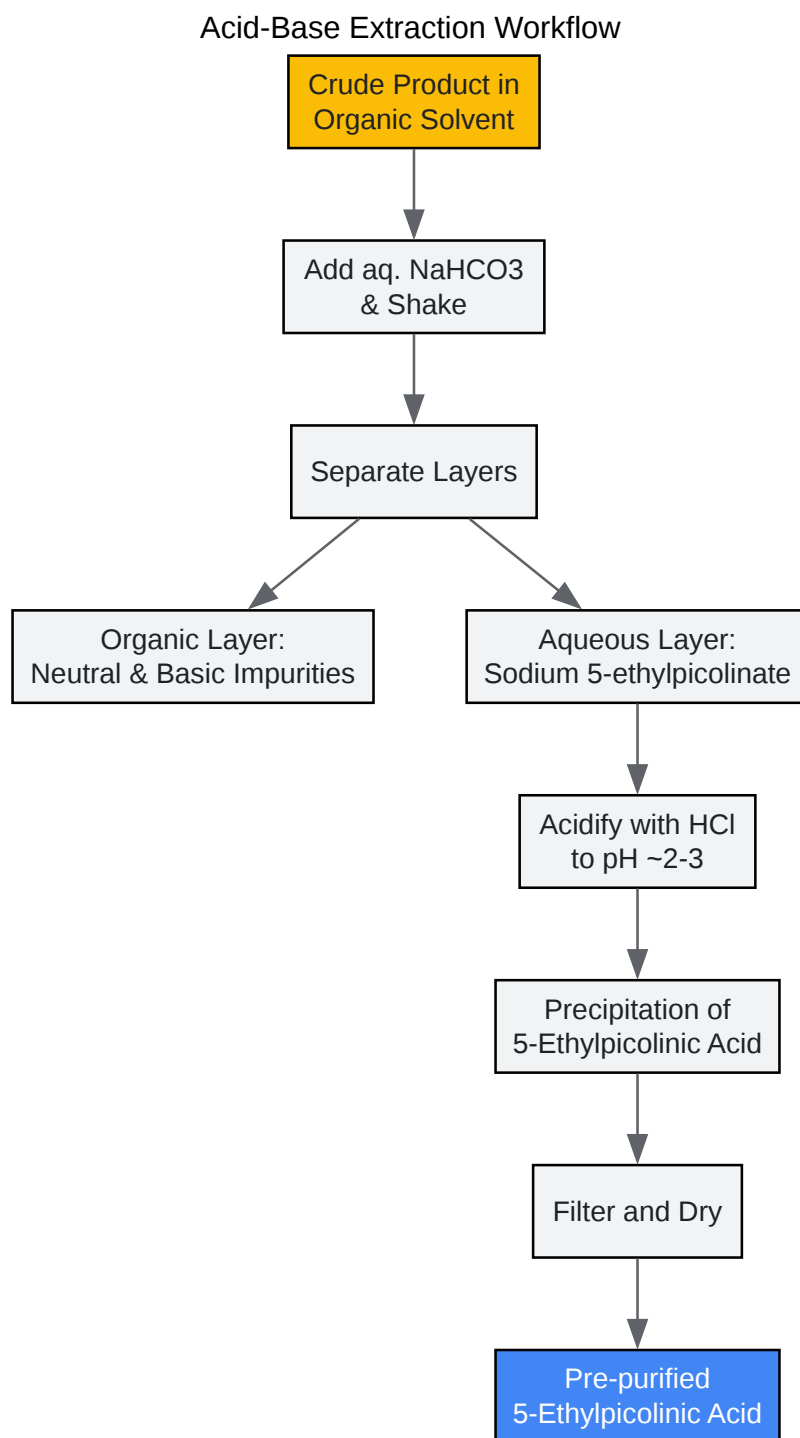 Acid-Base Extraction Workflow
Crude Product in
Organic Solvent
Add aq. NaHCO3
& Shake
Separate Layers
Organic Layer:
Neutral & Basic Impurities
Aqueous Layer:
Sodium 5-ethylpicolinate
Acidify with HCl
to pH ~2-3
Precipitation of
5-Ethylpicolinic Acid
Filter and Dry
Pre-purified
5-Ethylpicolinic Acid